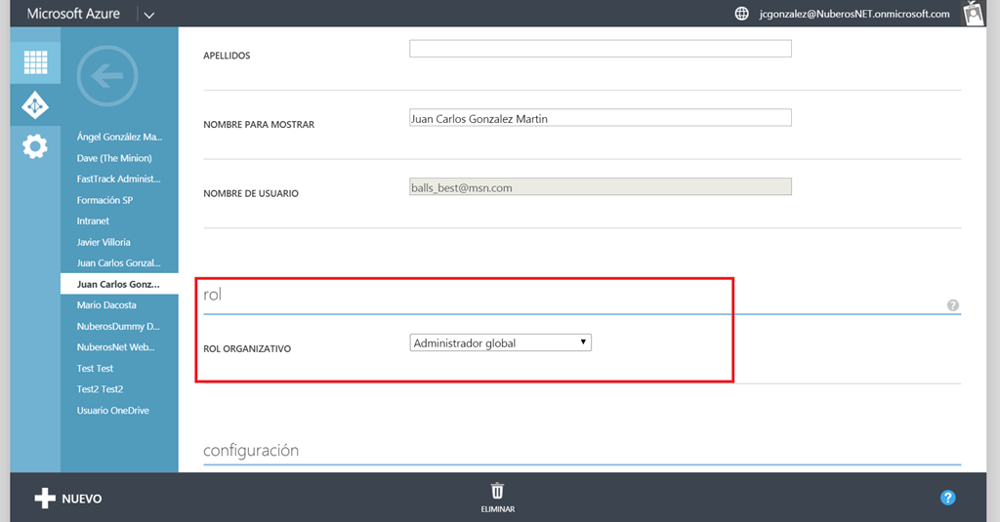 Microsoft Azure
jcgonzalez@NuberosNET.onmicrosoft.com
Ángel González Ma...
Dave (The Minion)
FastTrack Administ...
Formación SP
Intranet
Javier Villoria
Juan Carlos Gonzal...
Juan Carlos Gonz...
Mario Dacosta
NuberosDummy D...
NuberosNet Web...
Test Test
Test2 Test2
Usuario OneDrive
APELLIDOS
NOMBRE PARA MOSTRAR
Juan Carlos Gonzalez Martin
NOMBRE DE USUARIO
balls_best@msn.com
rol
?
ROL ORGANIZATIVO
Administrador global
configuración
NUEVO
ELIMINAR
?